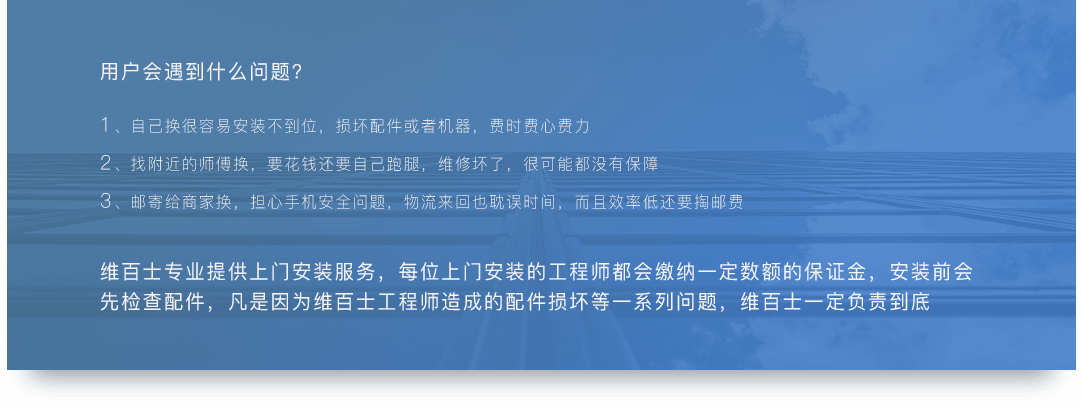 用户会遇到什么问题？
1、自己换很容易安装不到位，损坏配件或者机器，费时费心费力
2、找附近的师傅换，要花钱还要自己跑腿，维修坏了，很可能都没有保障
3、邮寄给商家换，担心手机安全问题，物流来回也耽误时间，而且效率低还要掏邮费
维百士专业提供上门安装服务，每位上门安装的工程师都会缴纳一定数额的保证金，安装前会
先检查配件，凡是因为维百士工程师造成的配件损坏等一系列问题，维百士一定负责到底